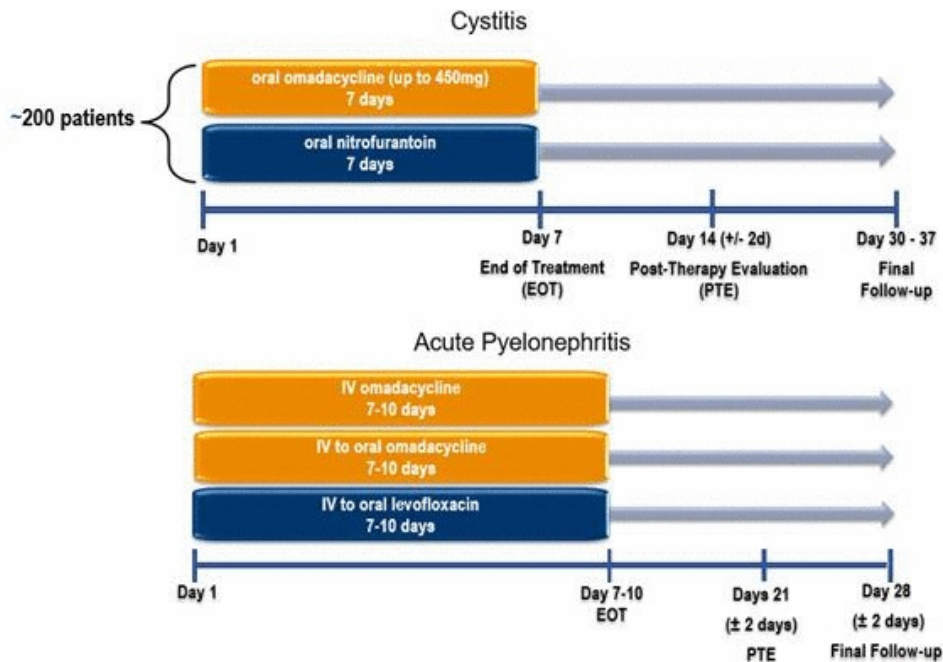 Cystitis
oral omadacycline (up to 450mg)
7 days
~200 patients
oral nitrofurantoin
7 days
Day 1
Day 7
End of Treatment
(EOT)
Day 14 (+/- 2d)
Post-Therapy Evaluation
(PTE)
Day 30 - 37
Final
Follow-up
Acute Pyelonephritis
IV omadacycline
7-10 days
IV to oral omadacycline
7-10 days
IV to oral levofloxacin
7-10 days
Day 1
Day 7-10
EOT
Days 21
(± 2 days)
PTE
Day 28
(± 2 days)
Final Follow-up